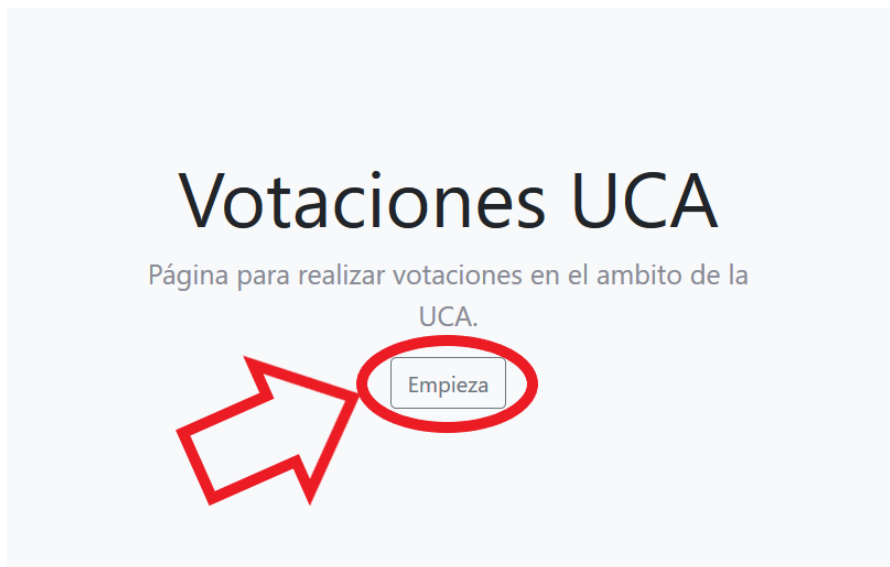 Votaciones UCA
Página para realizar votaciones en el ambito de la
UCA.
Empieza